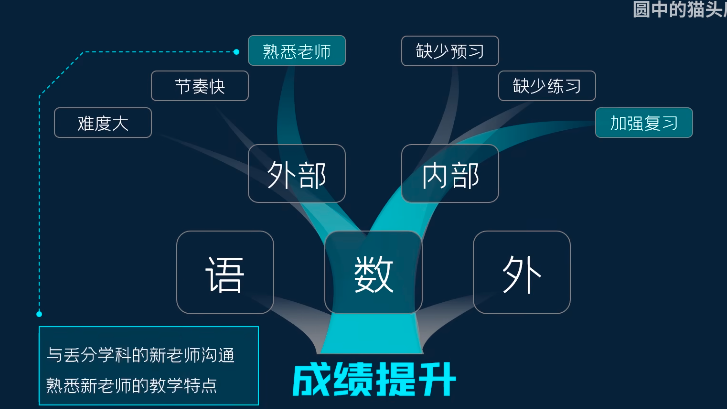 圆中的猫头
熟悉老师
缺少预习
节奏快
缺少练习
难度大
加强复习
外部
内部
语
数
外
与丢分学科的新老师沟通
熟悉新老师的教学特点
成绩提升